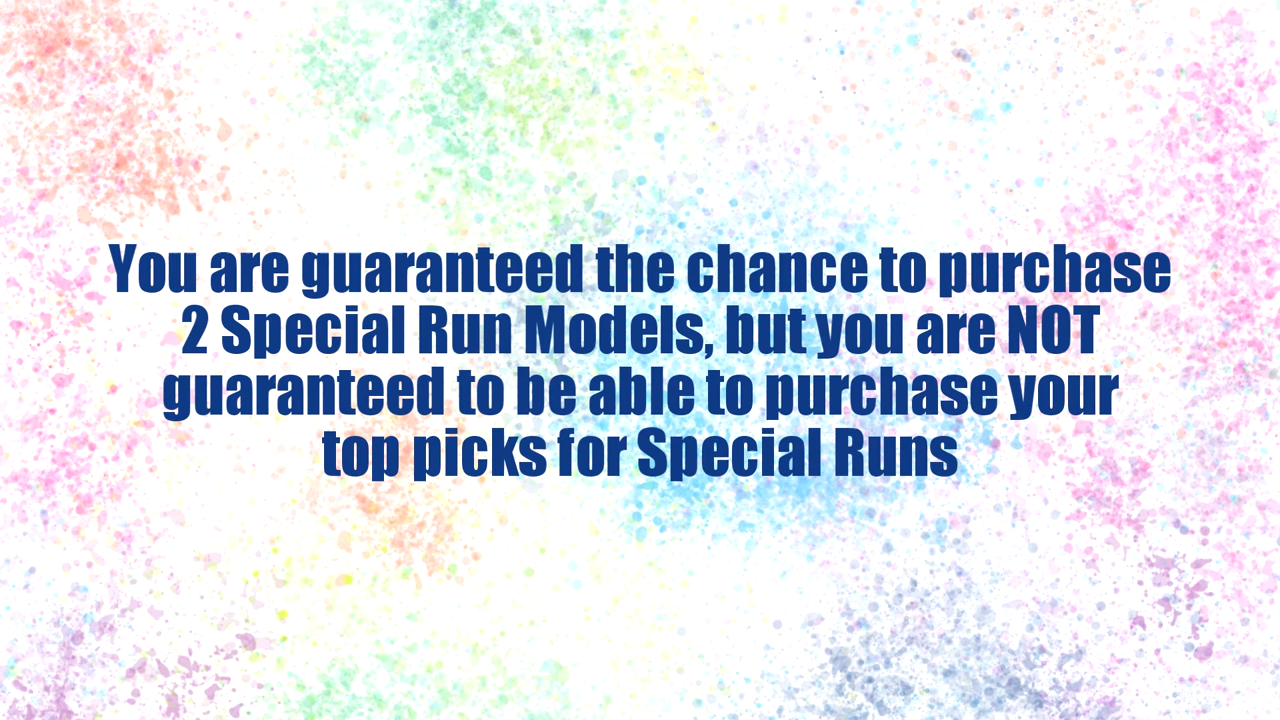 You are guaranteed the chance to purchase
2 Special Run Models, but you are NOT
guaranteed to be able to purchase your
top picks for Special Runs